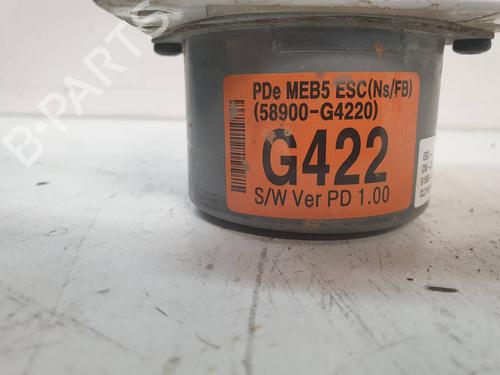 B-PARTS
PDe MEB5 ESC(Ns/FB)
(58900-G4220)
G422
S/W Ver PD 1.00